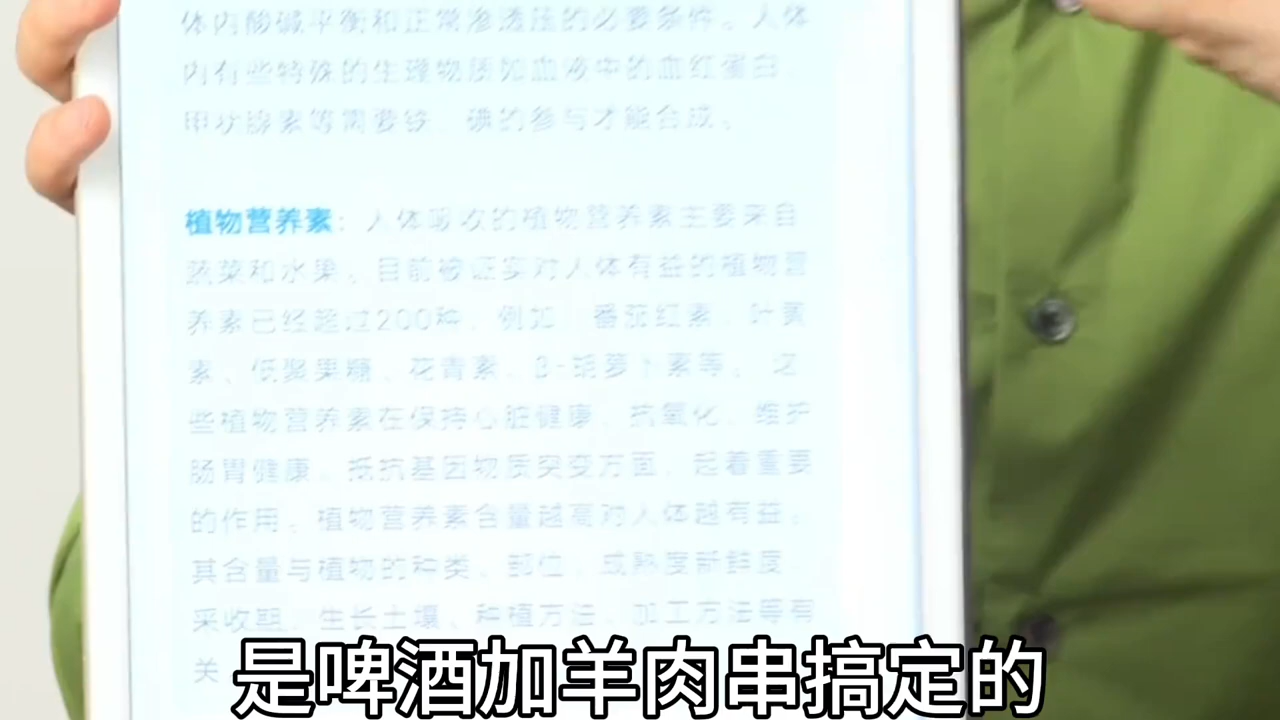 体内酸碱平衡和正常渗透压的必要条件。人体
内有些特殊的生理物质如血液中的血红蛋白、
甲状腺素等需要铁、碘的参与才能合成。
植物营养素：人体吸收的植物营养素主要来自
蔬菜和水果。目前被证实对人体有益的植物营
养素已经超过200种，例如：番茄红素、叶黄
素、低聚果糖、花青素、β-胡萝卜素等。这
些植物营养素在保持心脏健康、抗氧化、维护
肠胃健康、抵抗基因物质突变方面，起着重要
的作用。植物营养素含量越高对人体越有益。
其含量与植物的种类、部位、成熟度新鲜度、
采收期、生长土壤、种植方法、加工方法等有
关
是啤酒加羊肉串搞定的